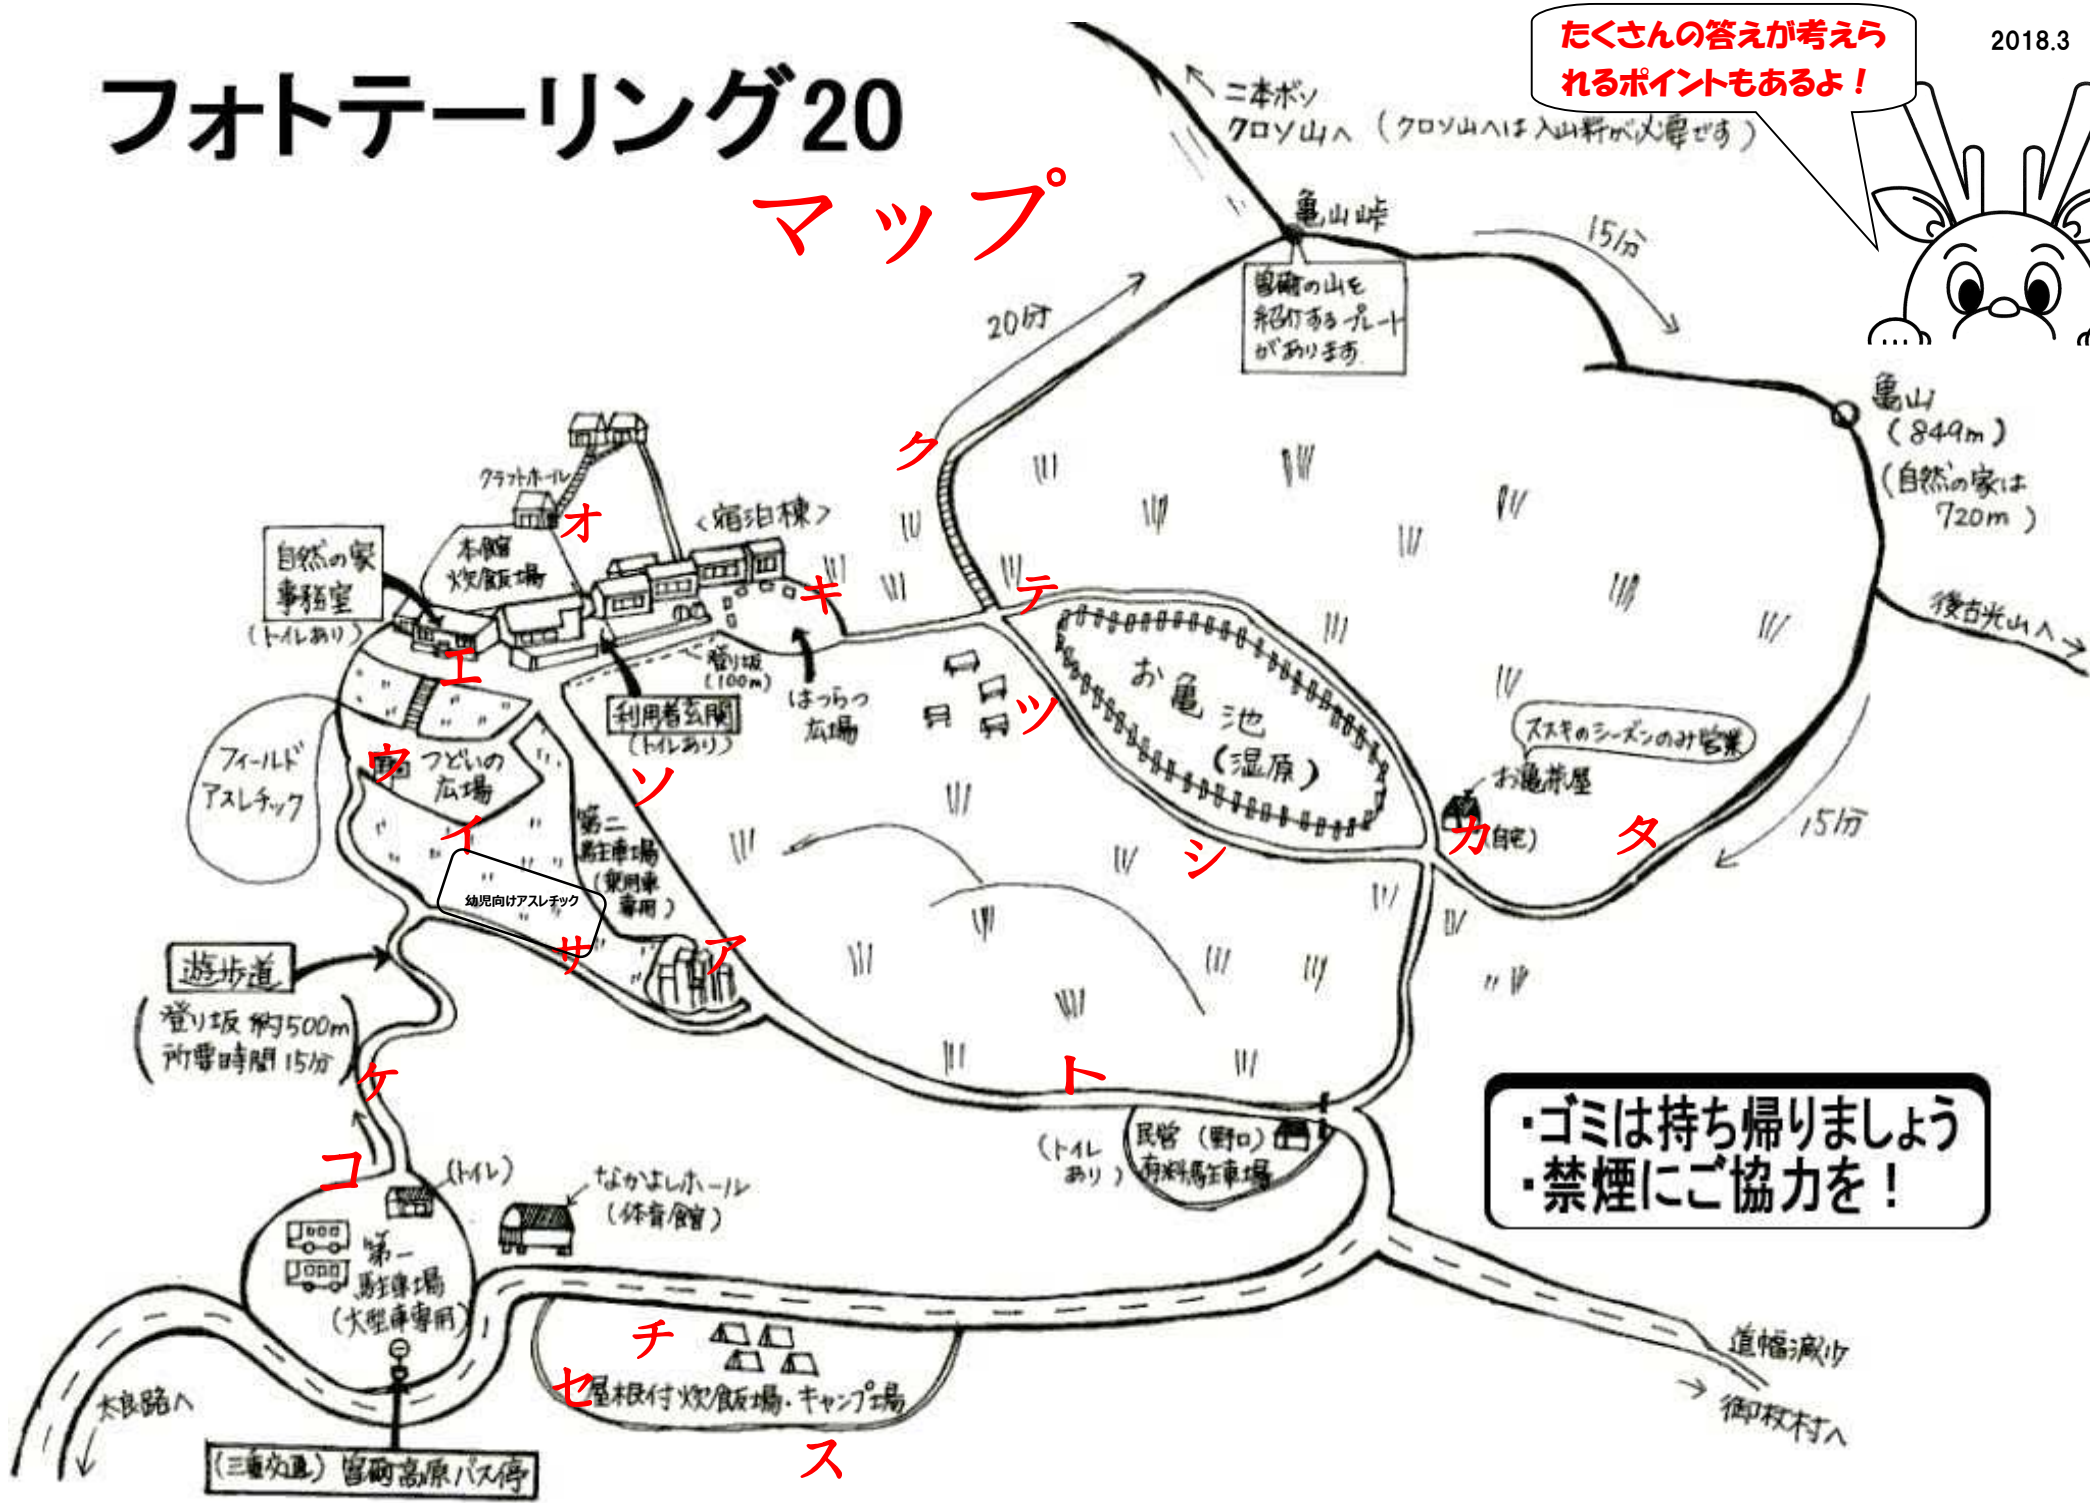 フォトテーリング20
マップ
たくさんの答えが考えら
れるポイントもあるよ！
2018.3
二本ボソ
クロソ山へ（クロソ山へは入山料が必要です）
亀山峠
15分
曽爾の山を
紹介するプレート
があります.
20分
亀山
(849m)
(自然の家は
720m)
後古光山へ
15分
ク
クラフトホール
オ
<宿泊棟>
自然の家
事務室
(トイレあり)
本館
炊飯場
キ
テ
エ
登り坂
(100m)
はつらつ
広場
利用者玄関
(トイレあり)
ツ
お亀池
(湿原)
ススキのシーズンのみ営業
お亀茶屋
カ
(自宅)
タ
シ
フィールド
アスレチック
ウ
つどいの
広場
イ
ソ
第二
駐車場
(乗用車
専用)
幼児向けアスレチック
サ
ア
遊歩道
登り坂 約500m
所要時間 15分
ケ
コ
(トイレ)
なかよしホール
(体育館)
ト
(トイレ
あり)
民営(野口)
有料駐車場
・ゴミは持ち帰りましょう
・禁煙にご協力を！
第一
駐車場
(大型車専用)
チ
セ
屋根付炊飯場・キャンプ場
ス
太良路へ
(三重交通)曽爾高原バス停
道幅減少
御杖村へ